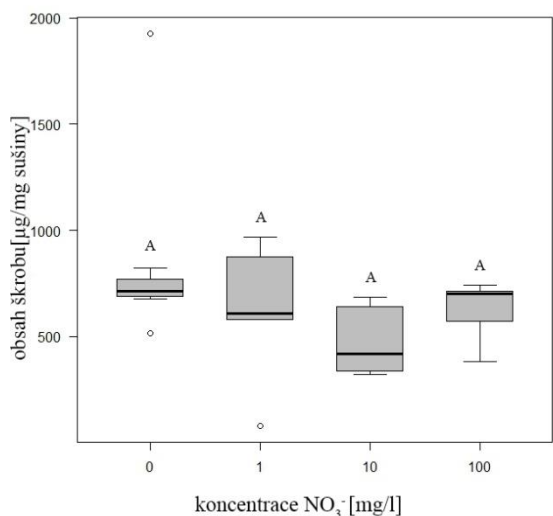 2000
1500
1000
500
obsah škrobu[µg/mg sušiny]
A
A
A
A
0 1 10 100
koncentrace NO₃⁻[mg/l]